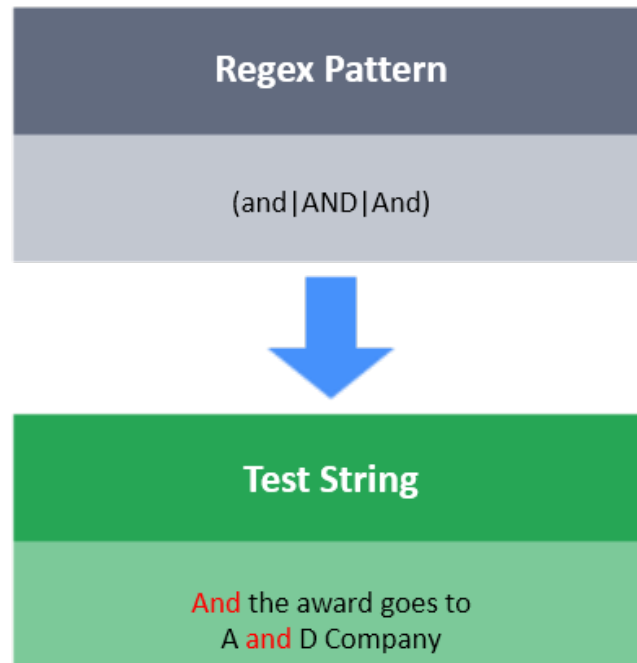 Regex Pattern
(and|AND|And)
Test String
And the award goes to
A and D Company